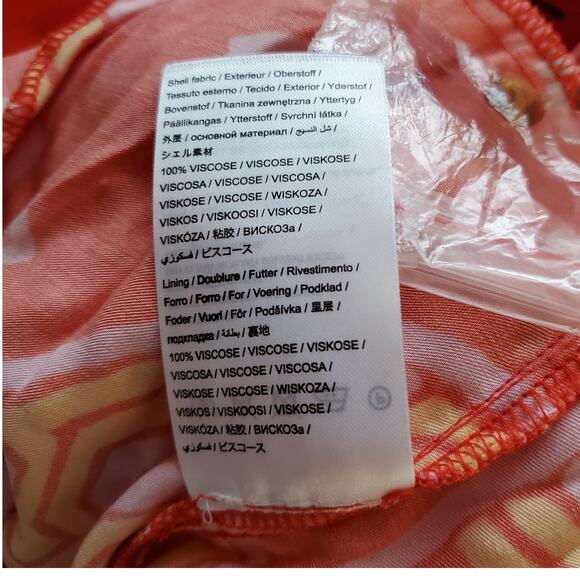 Shell fabric / Exterieur / Oberstoff /
Tessuto esterno / Tecido / Exterior / Yderstof /
Bovenstof / Tkanina zewnętrzna / Yttertyg /
Päällikangas / Ytterstoff / Svrchní látka /
外层 / основной материал / شل النسيج /
シェル素材
100% VISCOSE / VISCOSE / VISKOSE /
VISCOSA / VISCOSE / VISCOSA /
VISKOSE / VISCOSE / WISKOZA /
VISKOS / VISKOOSI / VISKOSE /
VISKÓZA / 粘胶 / ВИСКОЗа /
فسكوزي / ビスコース
Lining / Doublure / Futter / Rivestimento /
Forro / Forro / For / Voering / Podklad /
Foder / Vuori / Fôr / Podšívka / 里层 /
подкладка / بطانة / 裏地
100% VISCOSE / VISCOSE / VISKOSE /
VISCOSA / VISCOSE / VISCOSA /
VISKOSE / VISCOSE / WISKOZA /
VISKOS / VISKOOSI / VISKOSE /
VISKÓZA / 粘胶 / ВИСКОЗа /
فسكوزي / ビスコース